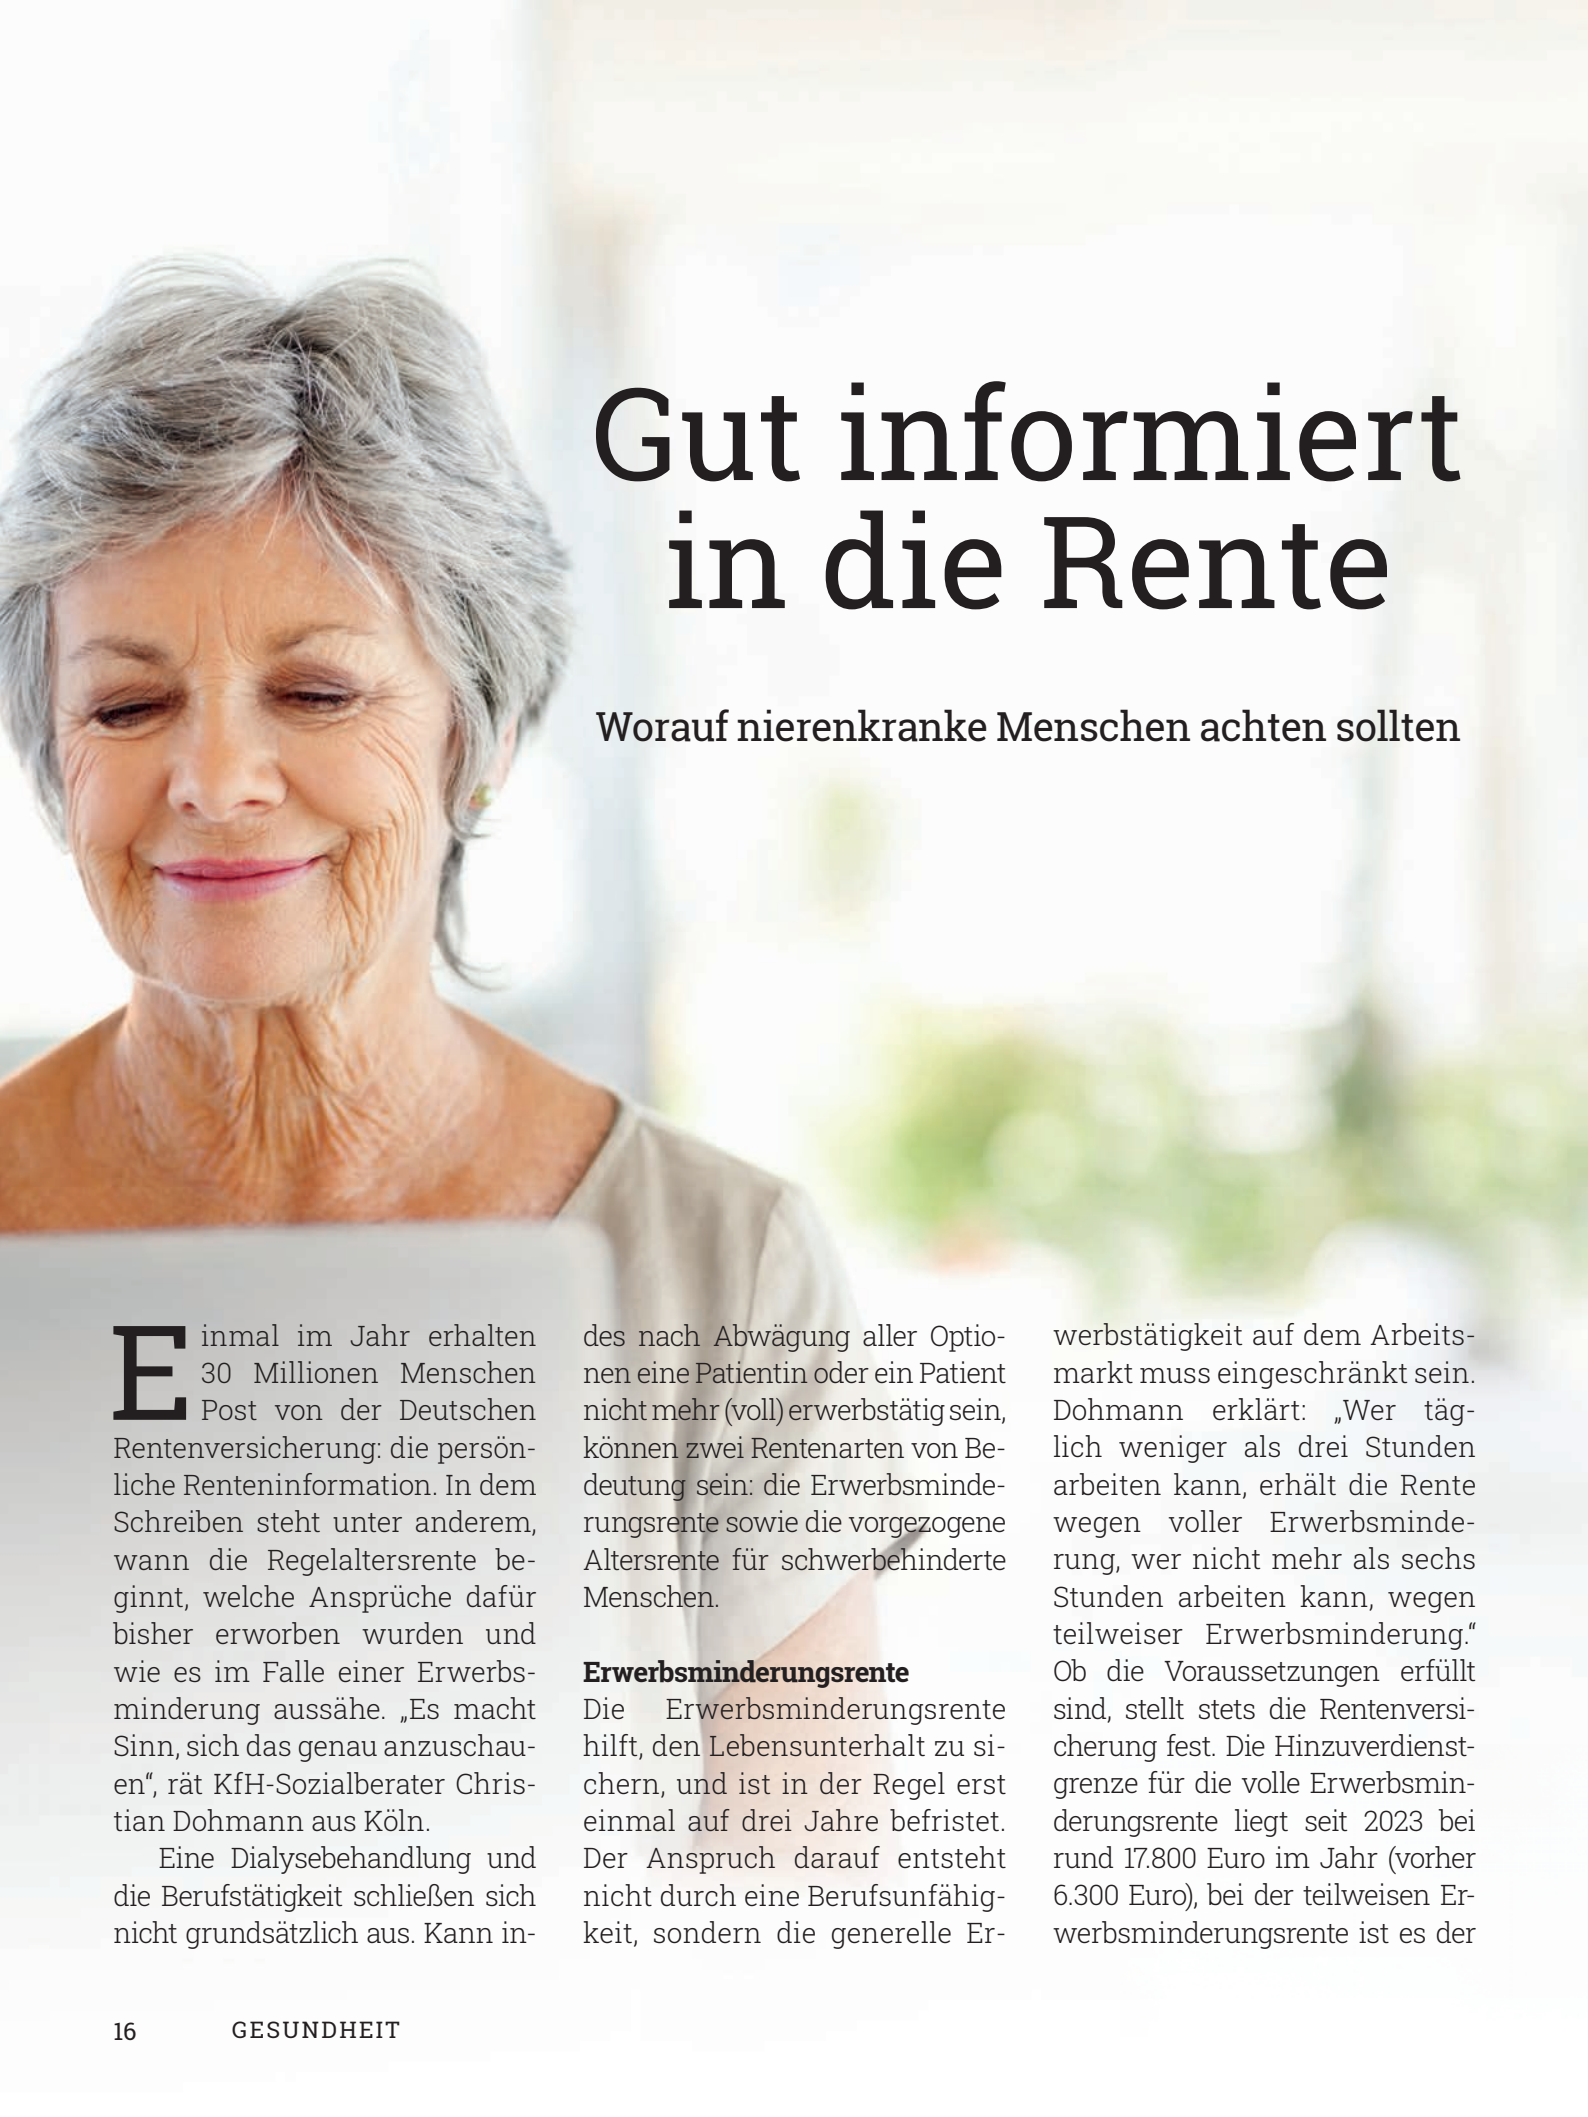 Gut informiert
in die Rente
Worauf nierenkranke Menschen achten sollten
Einmal im Jahr erhalten
30 Millionen Menschen
Post von der Deutschen
Rentenversicherung: die persön-
liche Renteninformation. In dem
Schreiben steht unter anderem,
wann die Regelaltersrente be-
ginnt, welche Ansprüche dafür
bisher erworben wurden und
wie es im Falle einer Erwerbs-
minderung aussähe. „Es macht
Sinn, sich das genau anzuschau-
en“, rät KfH-Sozialberater Chris-
tian Dohmann aus Köln.
Eine Dialysebehandlung und
die Berufstätigkeit schließen sich
nicht grundsätzlich aus. Kann in-
des nach Abwägung aller Optio-
nen eine Patientin oder ein Patient
nicht mehr (voll) erwerbstätig sein,
können zwei Rentenarten von Be-
deutung sein: die Erwerbsminde-
rungsrente sowie die vorgezogene
Altersrente für schwerbehinderte
Menschen.
Erwerbsminderungsrente
Die Erwerbsminderungsrente
hilft, den Lebensunterhalt zu si-
chern, und ist in der Regel erst
einmal auf drei Jahre befristet.
Der Anspruch darauf entsteht
nicht durch eine Berufsunfähig-
keit, sondern die generelle Er-
werbstätigkeit auf dem Arbeits-
markt muss eingeschränkt sein.
Dohmann erklärt: „Wer täg-
lich weniger als drei Stunden
arbeiten kann, erhält die Rente
wegen voller Erwerbsminde-
rung, wer nicht mehr als sechs
Stunden arbeiten kann, wegen
teilweiser Erwerbsminderung.“
Ob die Voraussetzungen erfüllt
sind, stellt stets die Rentenversi-
cherung fest. Die Hinzuverdienst-
grenze für die volle Erwerbsmin-
derungsrente liegt seit 2023 bei
rund 17.800 Euro im Jahr (vorher
6.300 Euro), bei der teilweisen Er-
werbsminderungsrente ist es der
16 GESUNDHEIT